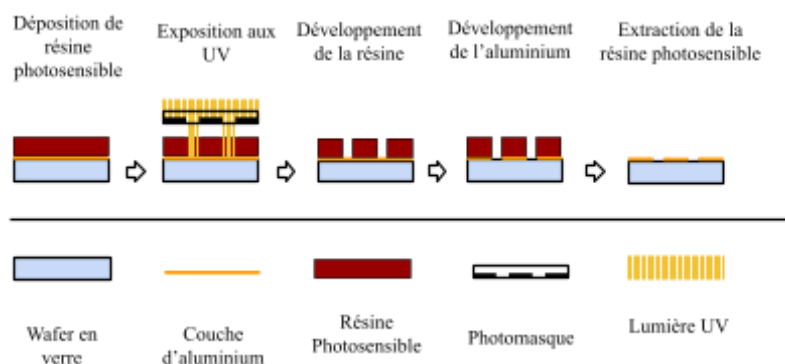 Déposition de
résine
photosensible
Exposition aux
UV
Développement
de la résine
Développement
de l'aluminium
Extraction de la
résine photosensible
Wafer en
verre
Couche
d'aluminium
Résine
Photosensible
Photomasque
Lumière UV